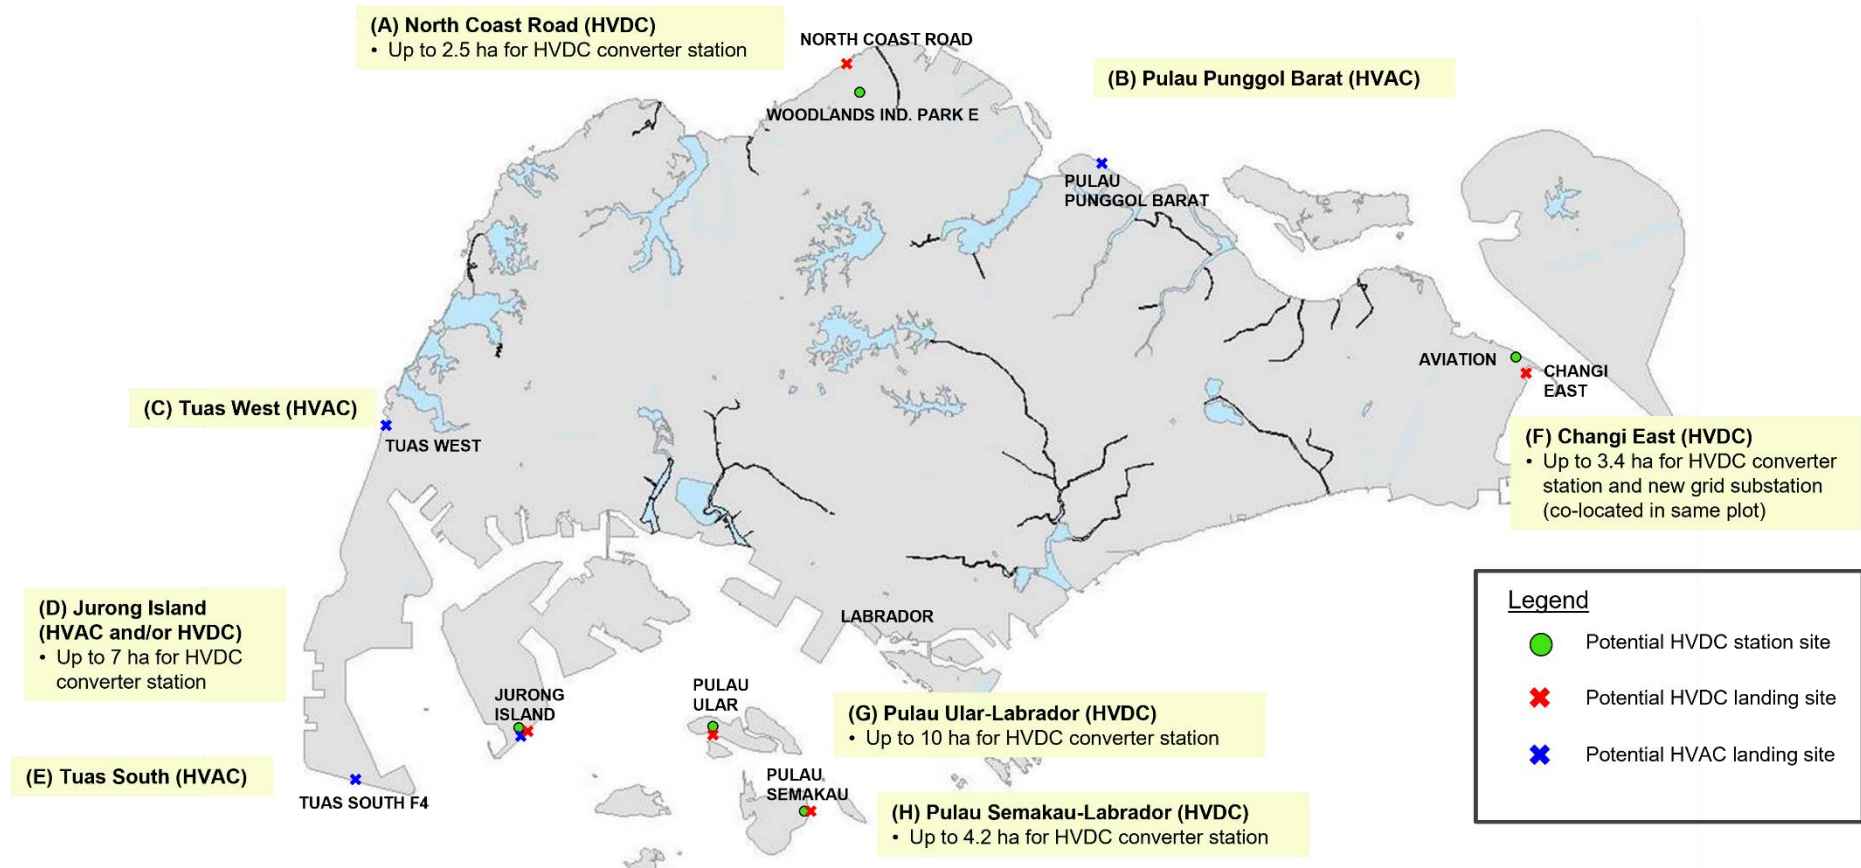 (A) North Coast Road (HVDC)
• Up to 2.5 ha for HVDC converter station
NORTH COAST ROAD
WOODLANDS IND. PARK E
(B) Pulau Punggol Barat (HVAC)
PULAU
PUNGGOL BARAT
AVIATION
CHANGI
EAST
(C) Tuas West (HVAC)
TUAS WEST
(F) Changi East (HVDC)
• Up to 3.4 ha for HVDC converter
station and new grid substation
(co-located in same plot)
(D) Jurong Island
(HVAC and/or HVDC)
• Up to 7 ha for HVDC
converter station
LABRADOR
JURONG
ISLAND
PULAU
ULAR
(G) Pulau Ular-Labrador (HVDC)
• Up to 10 ha for HVDC converter station
(E) Tuas South (HVAC)
TUAS SOUTH F4
PULAU
SEMAKAU
(H) Pulau Semakau-Labrador (HVDC)
• Up to 4.2 ha for HVDC converter station
Legend
Potential HVDC station site
Potential HVDC landing site
Potential HVAC landing site